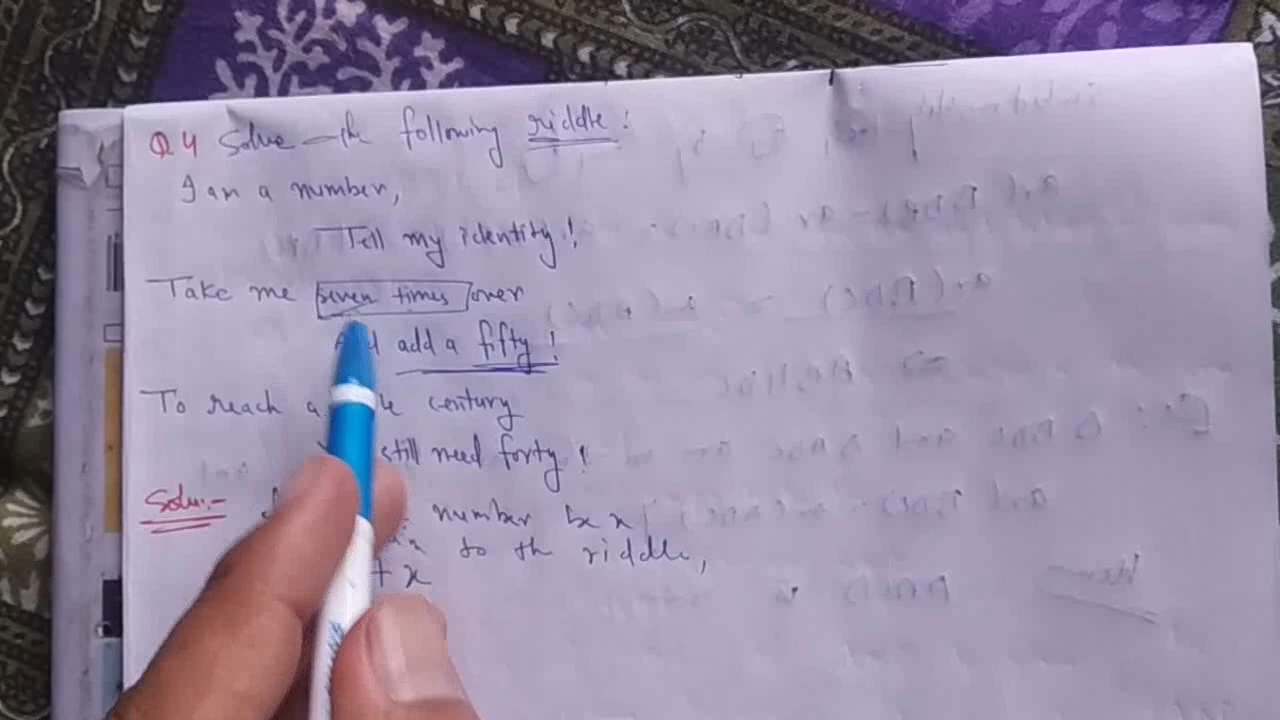 Q4 Solve the following riddle!
I am a number,
Tell my identity!
Take me seven times over
add a fifty!
To reach a century
still need forty!
Solu:-
number be x
to the riddle,
+ x